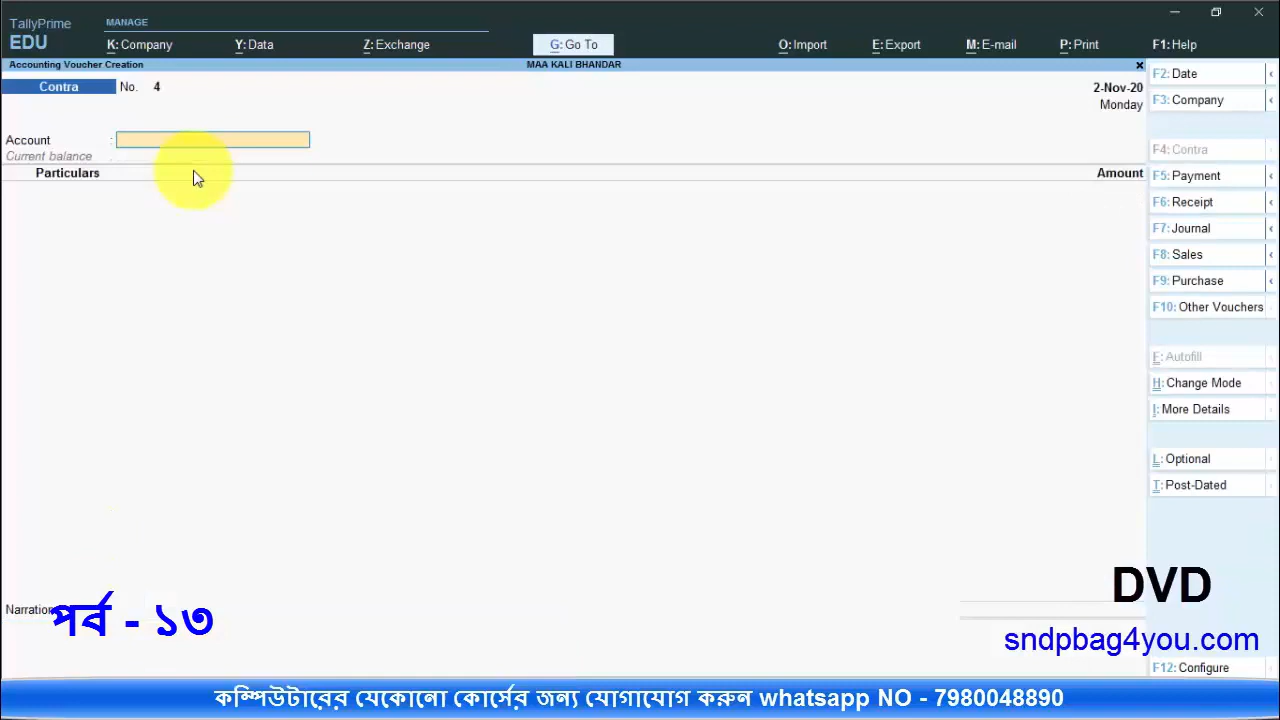 TallyPrime
EDU
MANAGE
K: Company
Y: Data
Z: Exchange
G: Go To
O: Import
E: Export
M: E-mail
P: Print
F1: Help
Accounting Voucher Creation
MAA KALI BHANDAR
Contra
No. 4
2-Nov-20
Monday
Account :
Current balance :
Particulars
Amount
F2: Date
F3: Company
F4: Contra
F5: Payment
F6: Receipt
F7: Journal
F8: Sales
F9: Purchase
F10: Other Vouchers
F: Autofill
H: Change Mode
I: More Details
L: Optional
T: Post-Dated
F12: Configure
Narration
পর্ব - ১৩
DVD
sndpbag4you.com
কম্পিউটারের যেকোনো কোর্সের জন্য যোগাযোগ করুন whatsapp NO - 7980048890